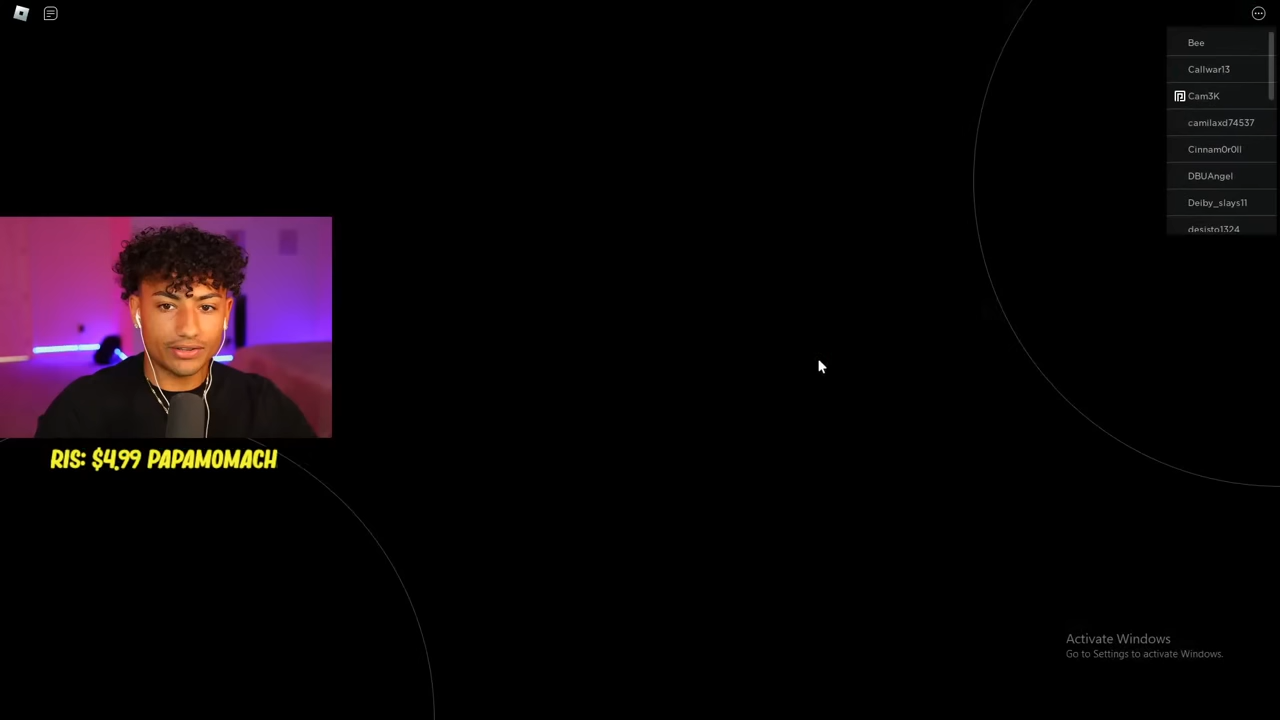 Bee
Callwar13
Cam3K
camilaxd74537
Cinnam0r0ll
DBUAngel
Deiby_slays11
desisto1324
RIS: $4.99 PAPAMOMACH
Activate Windows
Go to Settings to activate Windows.